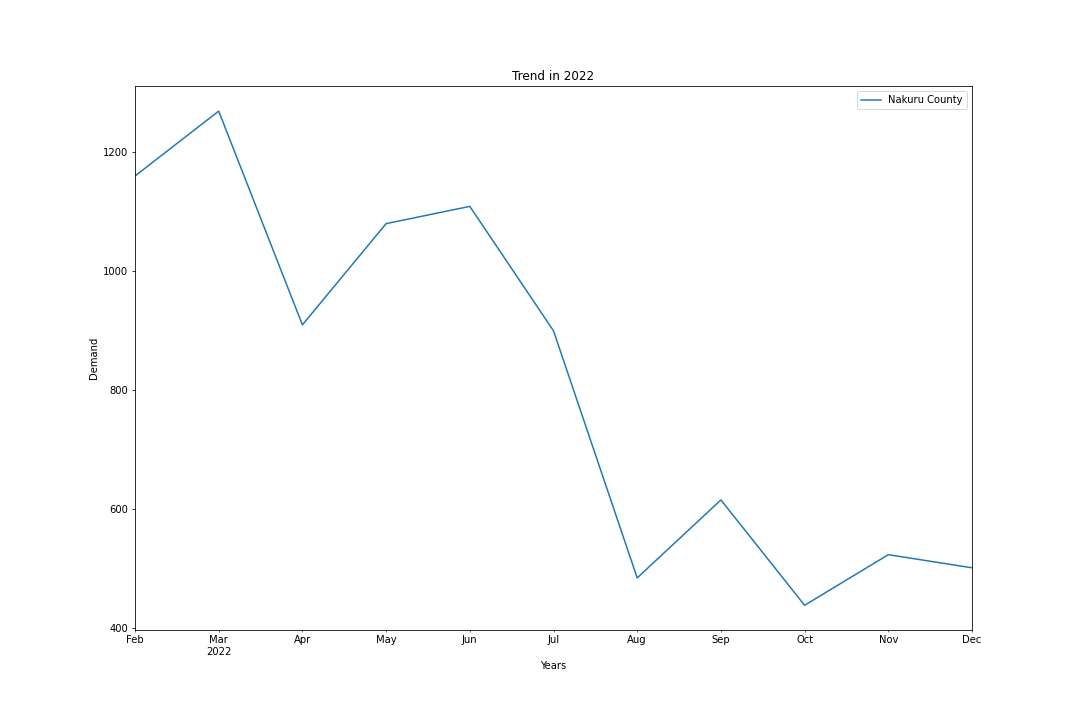 Trend in 2022
Nakuru County
1200
1000
800
600
400
Demand
Feb Mar Apr May Jun Jul Aug Sep Oct Nov Dec
2022
Years